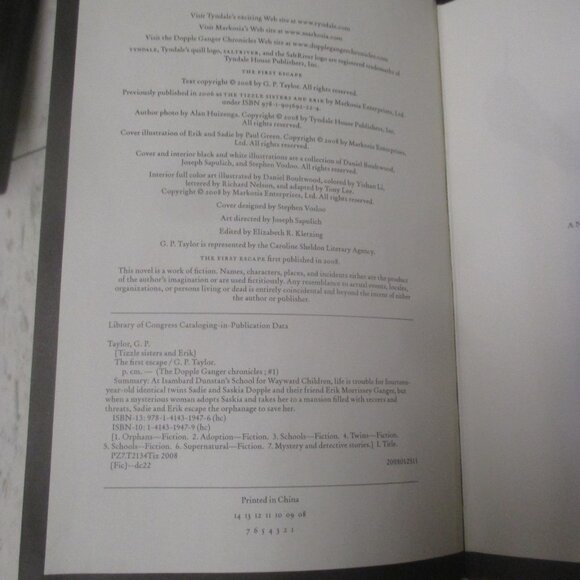 Visit Tyndale's exciting Web site at www.tyndale.com
Visit Markosia's Web site at www.markosia.com
Visit the Dopple Ganger Chronicles Web site at www.dopplegangerchronicles.com
TYNDALE, Tyndale's quill logo, SALTRIVER, and the SaltRiver logo are registered trademarks of
Tyndale House Publishers, Inc.
THE FIRST ESCAPE
Text copyright © 2008 by G. P. Taylor. All rights reserved.
Previously published in 2006 as THE TIZZLE SISTERS AND ERIK by Markosia Enterprises, Ltd.
under ISBN 978-1-905692-22-4.
Author photo by Alan Huizenga. Copyright © 2008 by Tyndale House Publishers, Inc.
All rights reserved.
Cover illustration of Erik and Sadie by Paul Green. Copyright © 2008 by Markosia Enterprises,
Ltd. All rights reserved.
Cover and interior black and white illustrations are a collection of Daniel Boultwood,
Joseph Sapulich, and Stephen Vosloo.
Interior full color art illustrated by Daniel Boultwood, colored by Yishan Li,
lettered by Richard Nelson, and adapted by Tony Lee.
Copyright © 2008 by Markosia Enterprises, Ltd. All rights reserved.
Cover designed by Stephen Vosloo
Art directed by Joseph Sapulich
Edited by Elizabeth R. Kletzing
G. P. Taylor is represented by the Caroline Sheldon Literary Agency.
THE FIRST ESCAPE first published in 2008.
This novel is a work of fiction. Names, characters, places, and incidents either are the product
of the author's imagination or are used fictitiously. Any resemblance to actual events, locales,
organizations, or persons living or dead is entirely coincidental and beyond the intent of either
the author or publisher.
Library of Congress Cataloging-in-Publication Data
Taylor, G. P.
[Tizzle sisters and Erik]
The first escape / G. P. Taylor.
p. cm. — (The Dopple Ganger chronicles ; #1)
Summary: At Isambard Dunstan's School for Wayward Children, life is trouble for fourteen-
year-old identical twins Sadie and Saskia Dopple and their friend Erik Morrissey Ganger, but
when a mysterious woman adopts Saskia and takes her to a mansion filled with secrets and
threats, Sadie and Erik escape the orphanage to save her.
ISBN-13: 978-1-4143-1947-6 (hc)
ISBN-10: 1-4143-1947-9 (hc)
[1. Orphans—Fiction. 2. Adoption—Fiction. 3. Schools—Fiction. 4. Twins—Fiction.
5. Schools—Fiction. 6. Supernatural—Fiction. 7. Mystery and detective stories.] I. Title.
PZ7.T2134Tiz 2008
[Fic]—dc22
Printed in China
14 13 12 11 10 09 08
7 6 5 4 3 2 1
A N